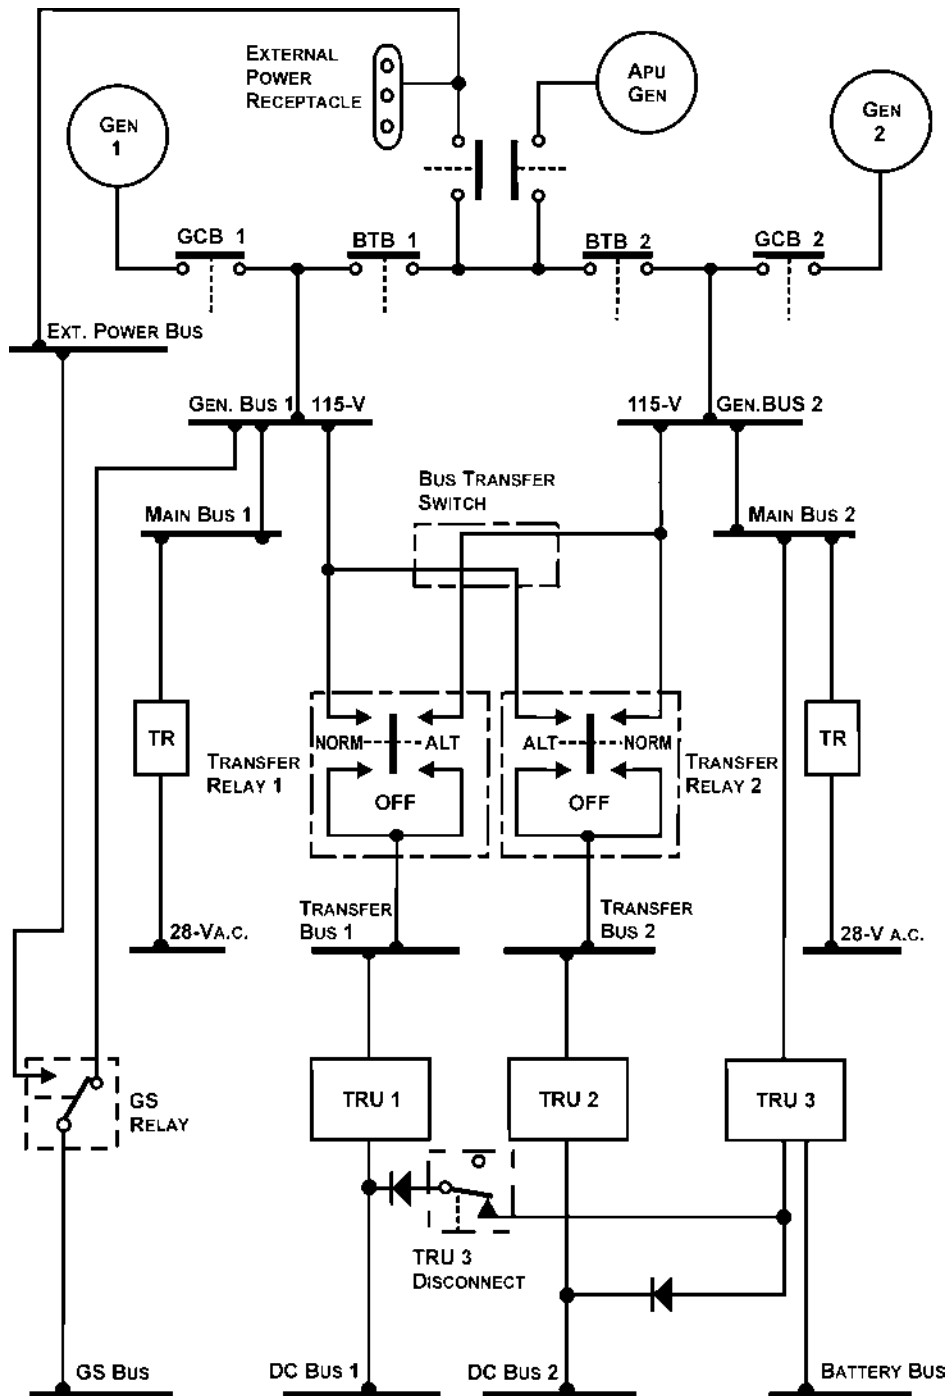 EXTERNAL
POWER
RECEPTACLE
APU
GEN
GEN
1
GEN
2
GCB 1
BTB 1
BTB 2
GCB 2
EXT. POWER BUS
GEN. BUS 1
115-V
115-V
GEN.BUS 2
BUS TRANSFER
SWITCH
MAIN BUS 1
MAIN BUS 2
TR
TRANSFER
RELAY 1
NORM
ALT
OFF
ALT
NORM
OFF
TRANSFER
RELAY 2
TR
28-VA.C.
TRANSFER
BUS 1
TRANSFER
BUS 2
28-V A.C.
GS
RELAY
TRU 1
TRU 2
TRU 3
TRU 3
DISCONNECT
GS BUS
DC BUS 1
DC BUS 2
BATTERY BUS